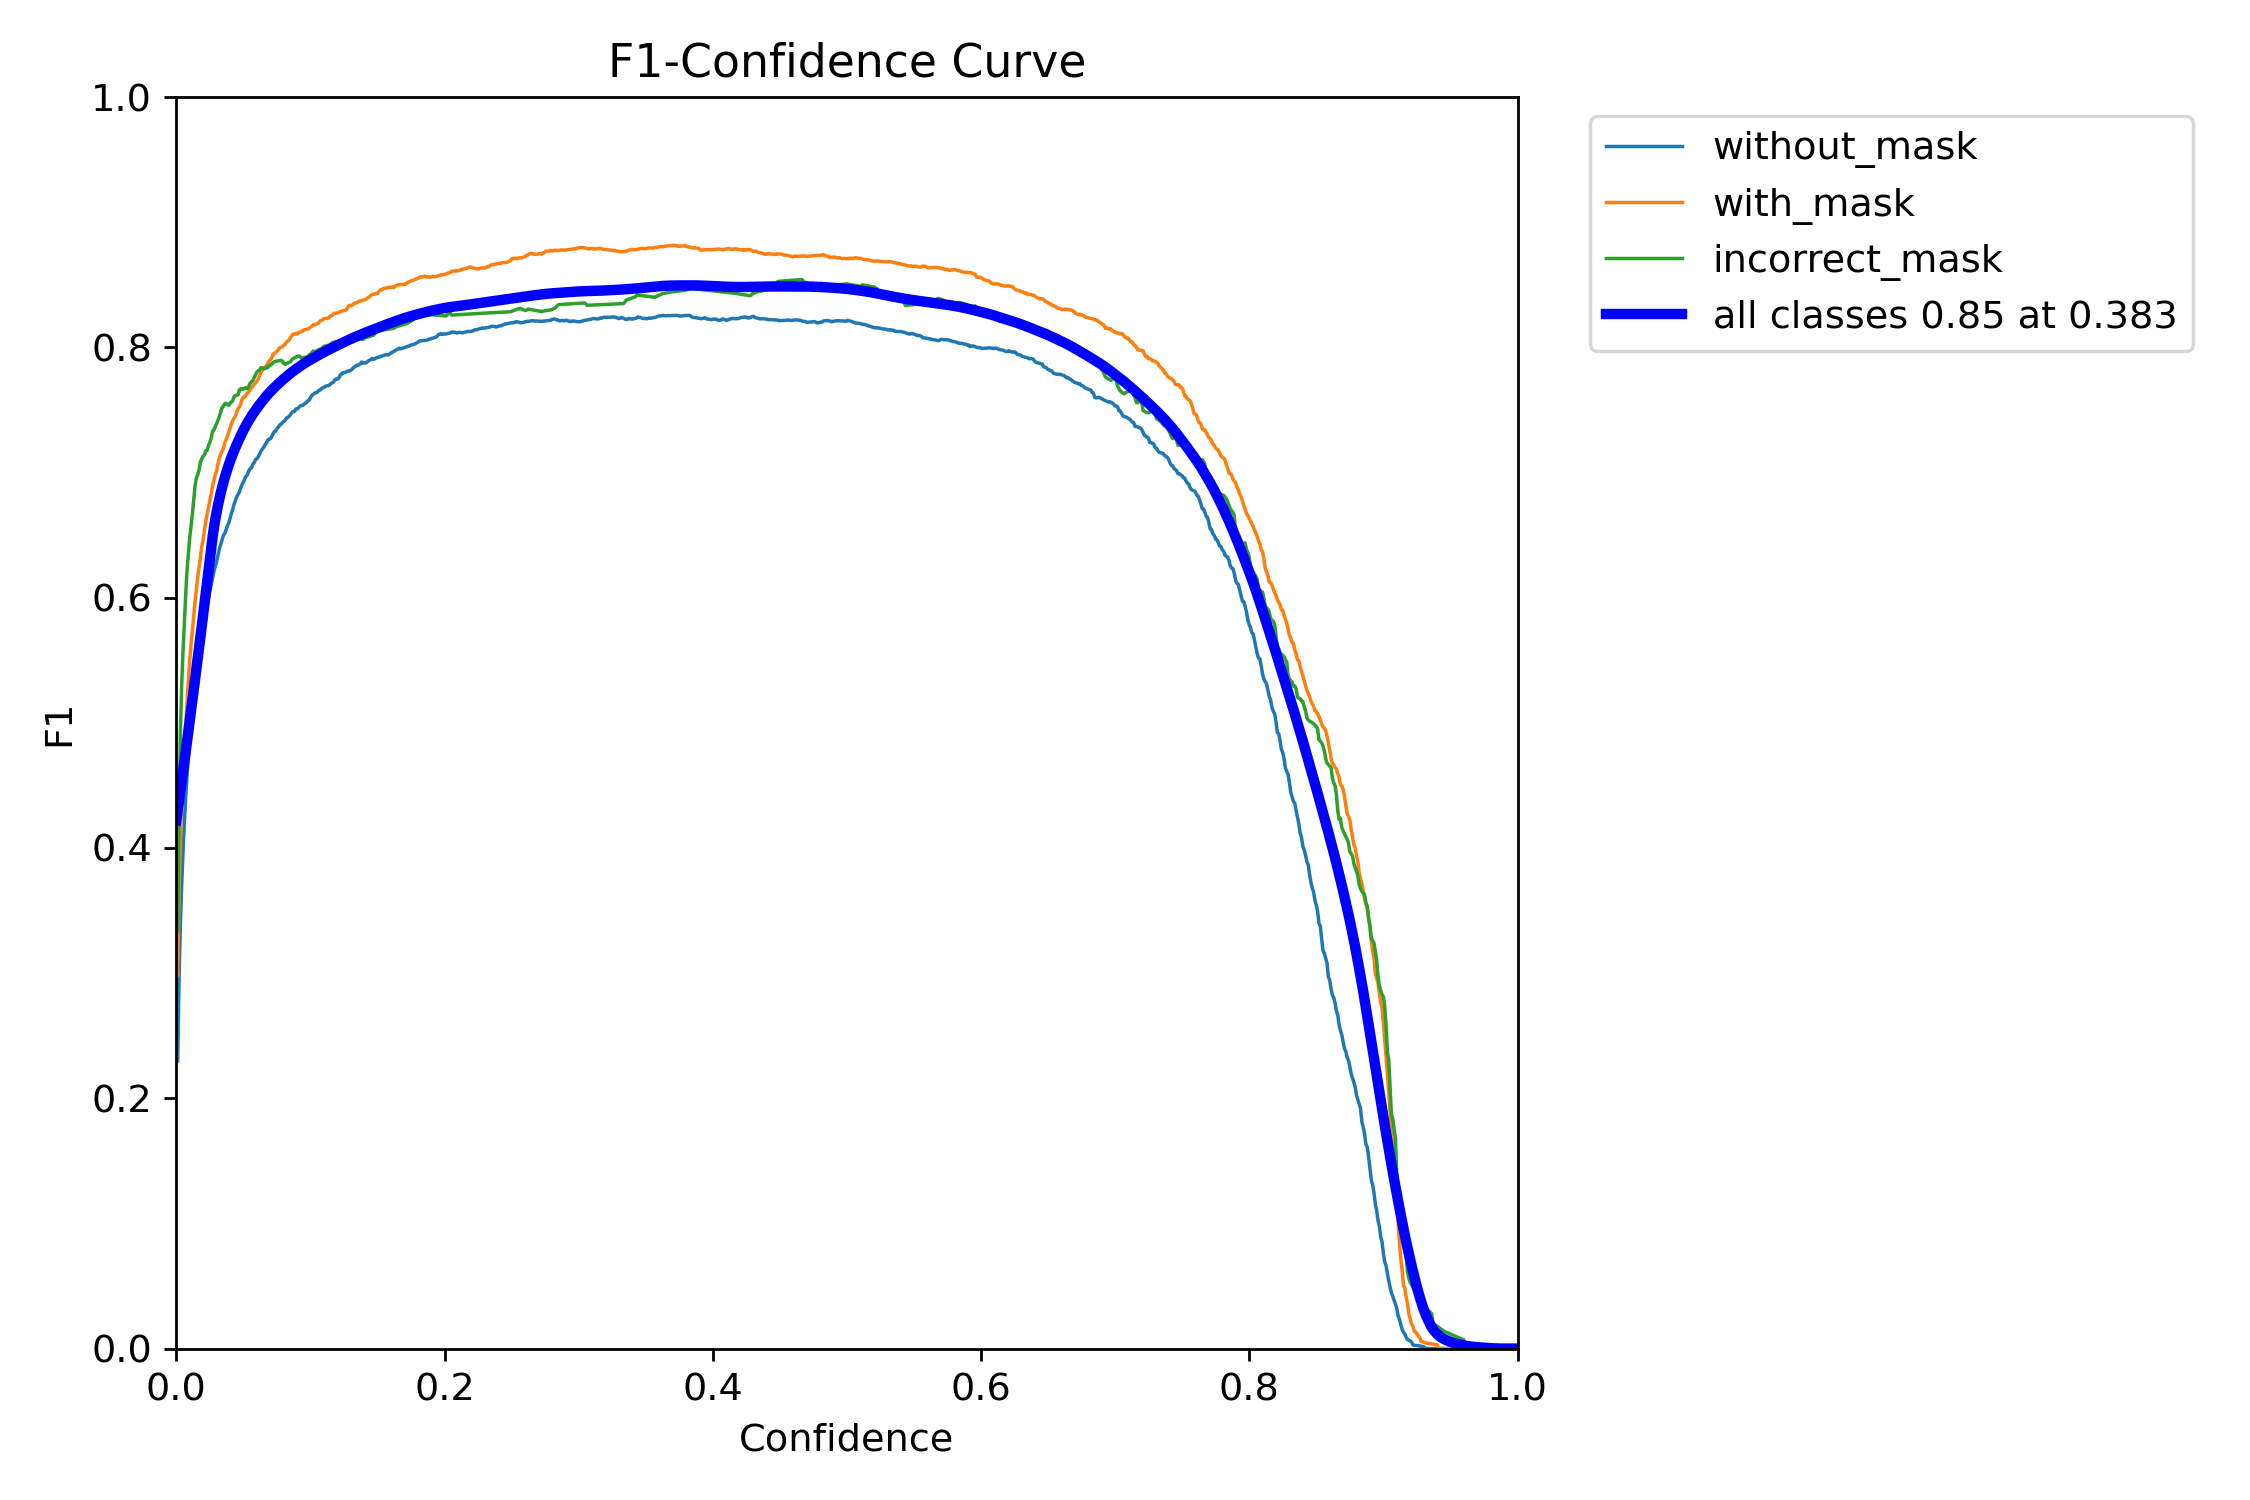 F1-Confidence Curve
1.0
0.8
0.6
0.4
0.2
0.0
F1
0.0 0.2 0.4 0.6 0.8 1.0
Confidence
without_mask
with_mask
incorrect_mask
all classes 0.85 at 0.383